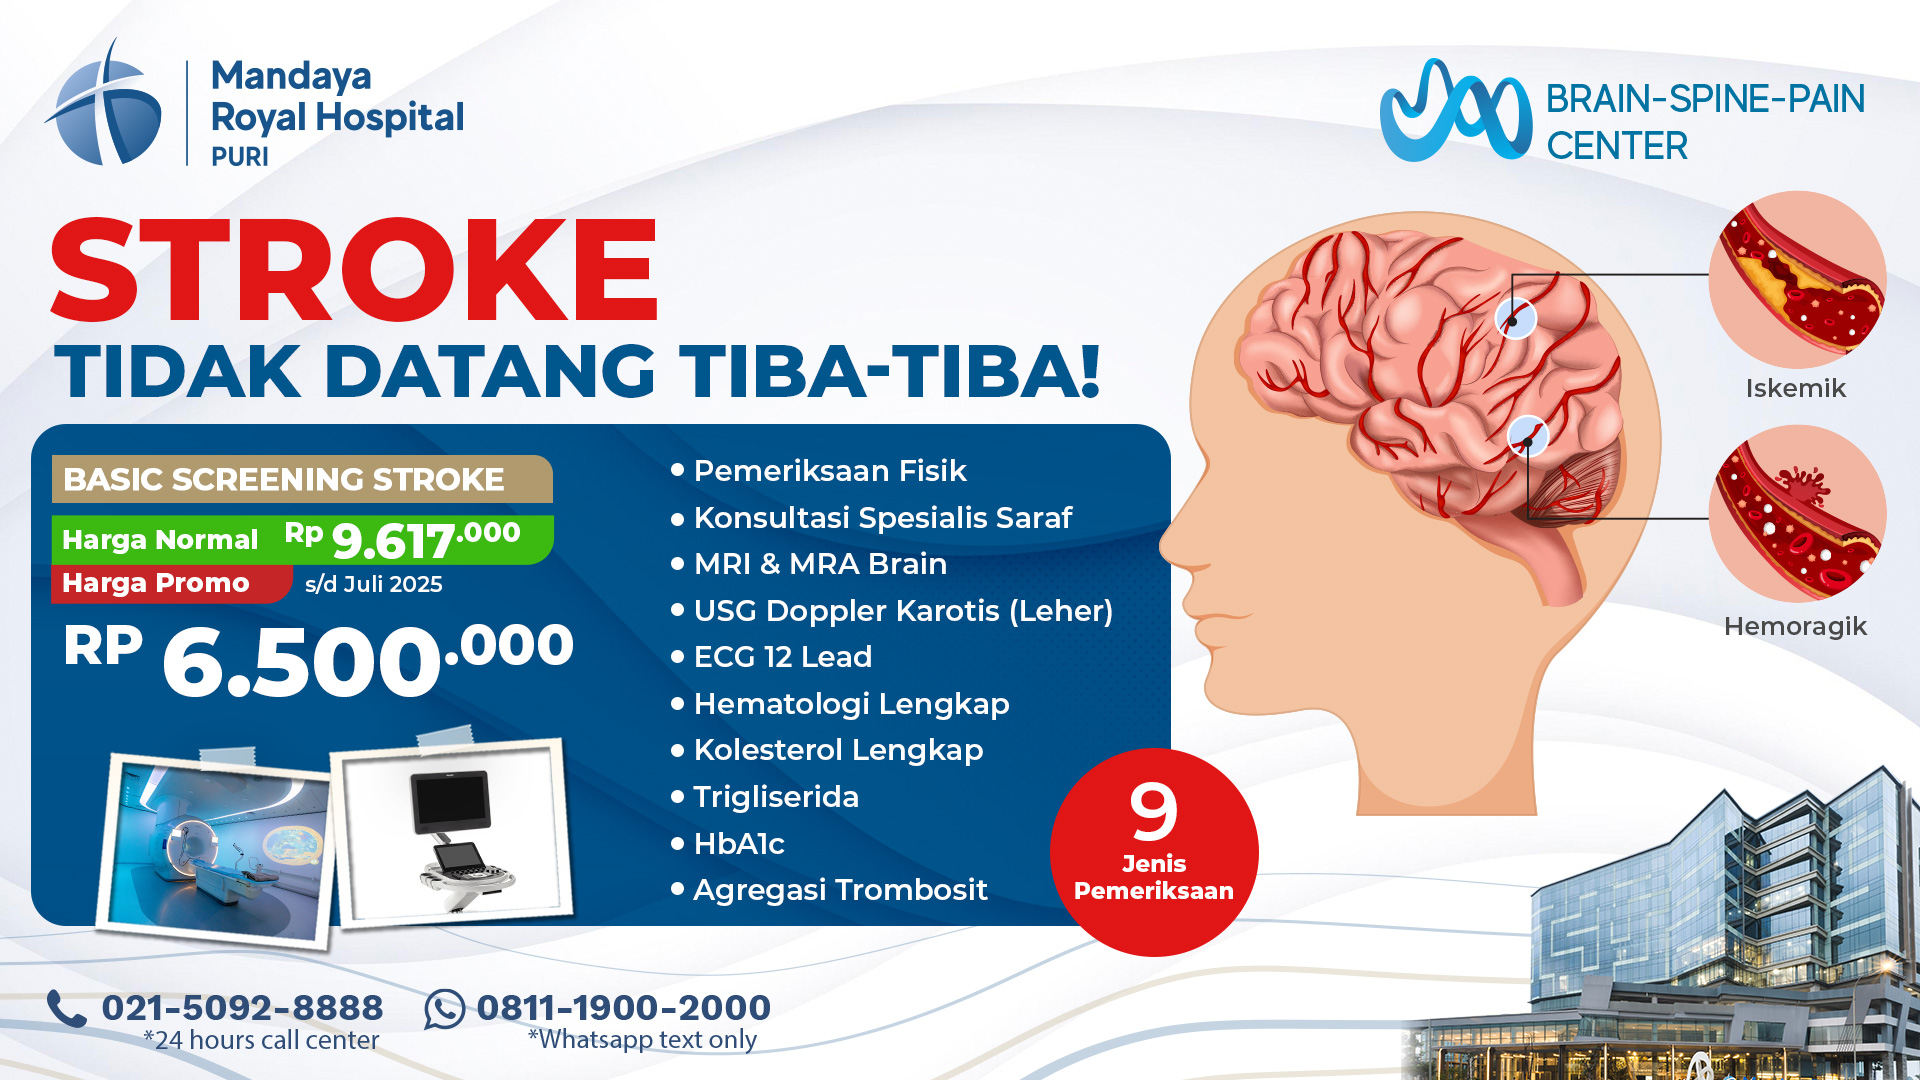 Mandaya
Royal Hospital
PURI
BRAIN-SPINE-PAIN
CENTER
STROKE
TIDAK DATANG TIBA-TIBA!
BASIC SCREENING STROKE
Harga Normal Rp 9.617.000
Harga Promo s/d Juli 2025
RP 6.500.000
• Pemeriksaan Fisik
• Konsultasi Spesialis Saraf
• MRI & MRA Brain
• USG Doppler Karotis (Leher)
• ECG 12 Lead
• Hematologi Lengkap
• Kolesterol Lengkap
• Trigliserida
• HbA1c
• Agregasi Trombosit
9
Jenis
Pemeriksaan
Iskemik
Hemoragik
021-5092-8888
*24 hours call center
0811-1900-2000
*Whatsapp text only